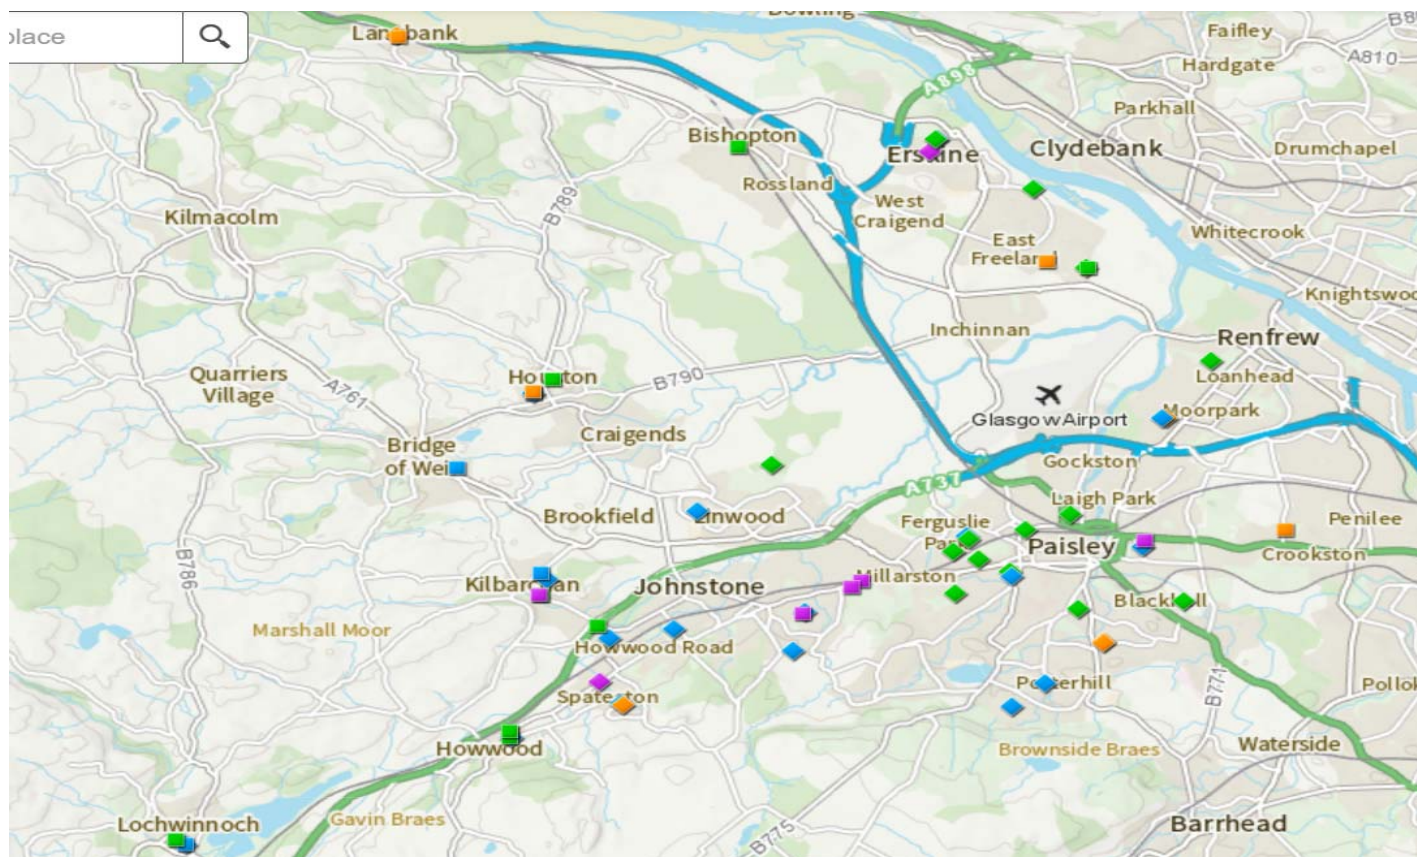 place
Bowling
Faifley
A810
Hardgate
A898
Parkhall
Bishopton
Erskine
Clydebank
Drumchapel
Rossland
West
Craigend
B789
Kilmacolm
Whitecrook
East
Freeland
Inchinnan
Renfrew
Quarriers
Village
A761
Houston
B790
Loanhead
Glasgow Airport
Moorpark
Bridge
of Weir
Craigends
Gockston
A737
Laigh Park
Brookfield
Linwood
Ferguslie
Park
Paisley
Penilee
Crookston
B786
Kilbarchan
Johnstone
Millarston
Blackhall
Marshall Moor
Howwood Road
Spateston
Potterhill
B771
Howwood
Brownside Braes
Waterside
Lochwinnoch
Gavin Braes
B775
Barrhead